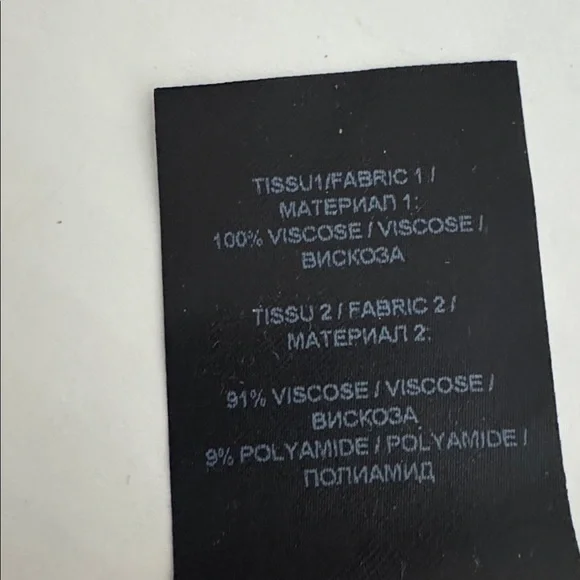 TISSU1/FABRIC 1 /
МАТЕРИАЛ 1:
100% VISCOSE / VISCOSE /
ВИСКОЗА
TISSU 2 / FABRIC 2 /
МАТЕРИАЛ 2:
91% VISCOSE / VISCOSE /
ВИСКОЗА
9% POLYAMIDE / POLYAMIDE /
ПОЛИАМИД